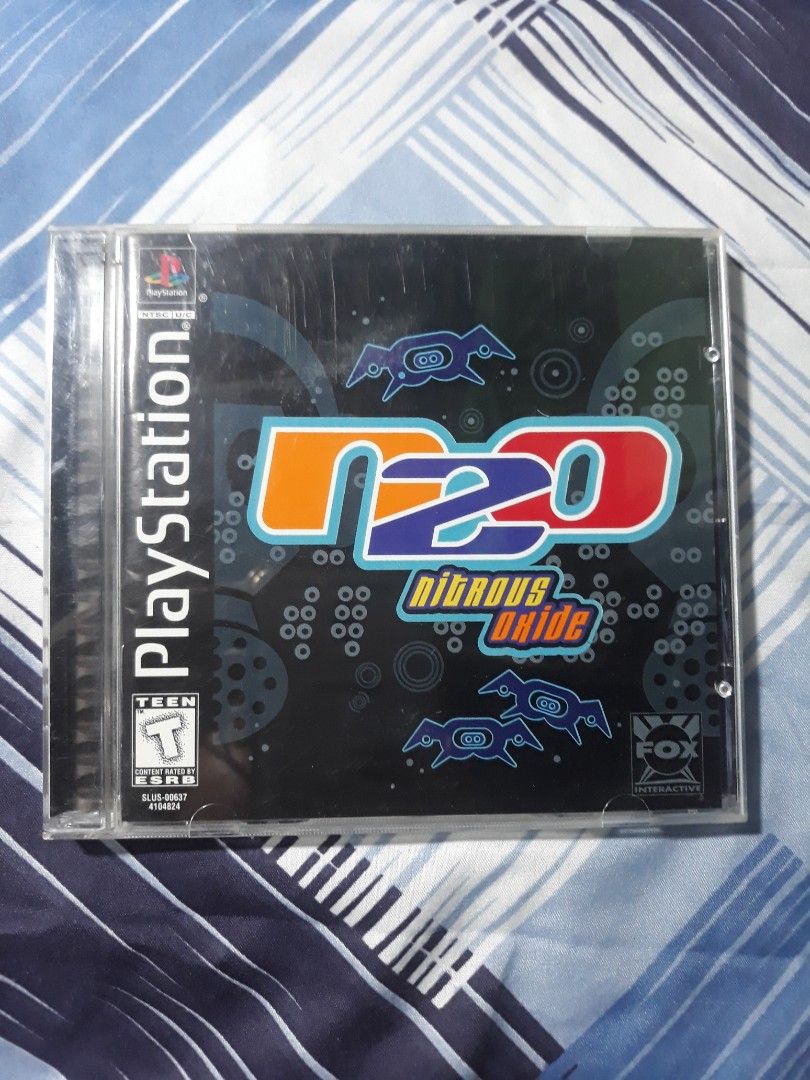 PlayStation
NTSC U/C
PlayStation®
n2o
nitrous
oxide
TEEN
T
CONTENT RATED BY
ESRB
SLUS-00637
4104824
FOX
INTERACTIVE